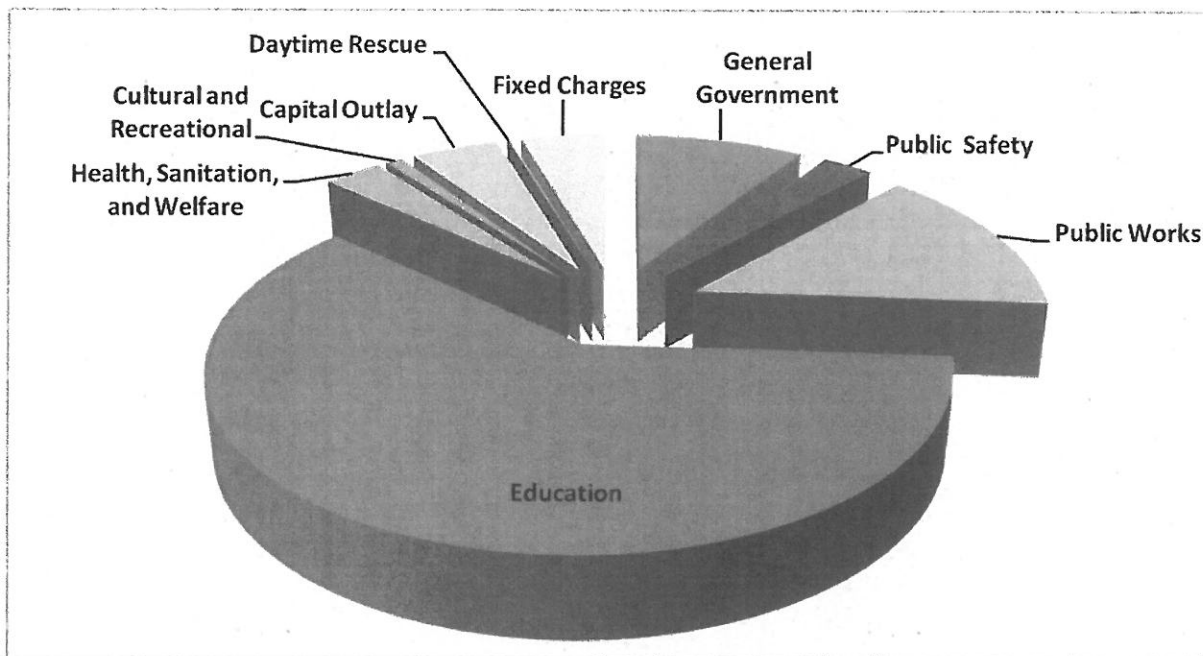 Daytime Rescue
Fixed Charges
General
Government
Cultural and
Recreational
Capital Outlay
Public Safety
Health, Sanitation,
and Welfare
Public Works
Education